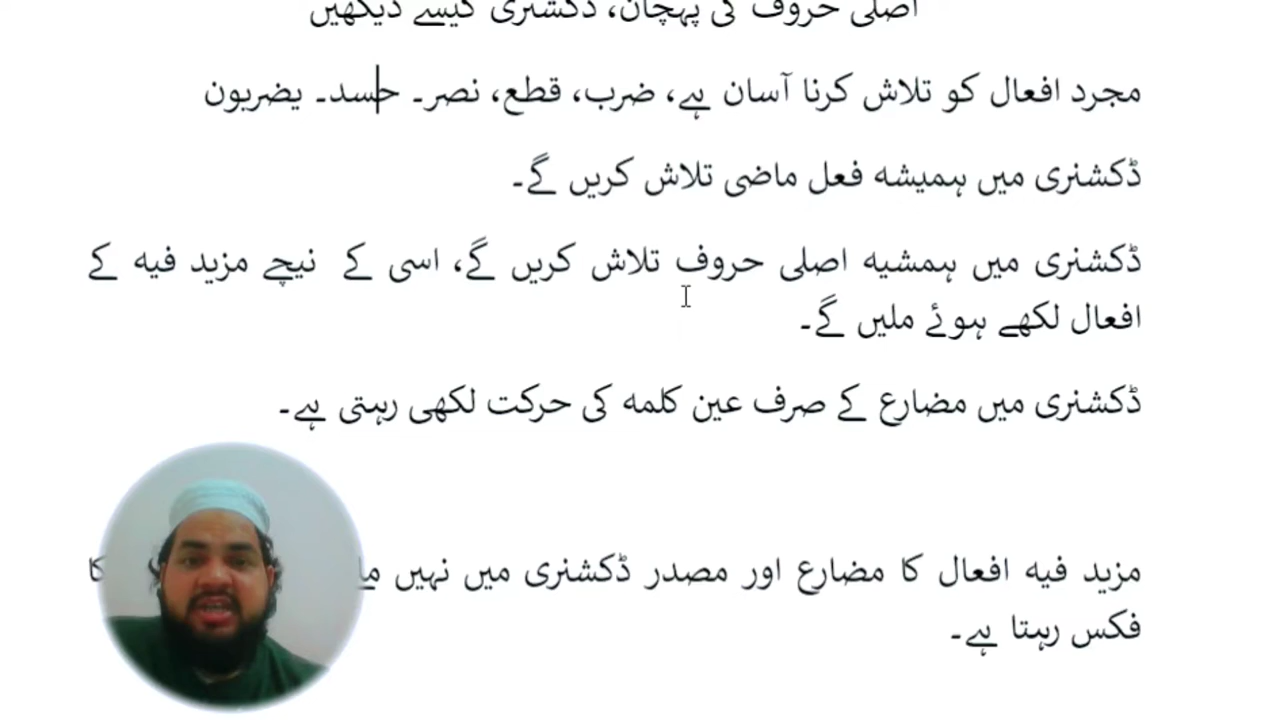 اصلی حروف کی پہچان، ڈکشنری کیسے دیکھیں
مجرد افعال کو تلاش کرنا آسان ہے، ضرب، قطع، نصر۔ حسد۔ یضربون
ڈکشنری میں ہمیشہ فعل ماضی تلاش کریں گے۔
ڈکشنری میں ہمشیہ اصلی حروف تلاش کریں گے، اسی کے نیچے مزید فیہ کے
افعال لکھے ہوئے ملیں گے۔
ڈکشنری میں مضارع کے صرف عین کلمہ کی حرکت لکھی رہتی ہے۔
مزید فیہ افعال کا مضارع اور مصدر ڈکشنری میں نہیں کا
فکس رہتا ہے۔